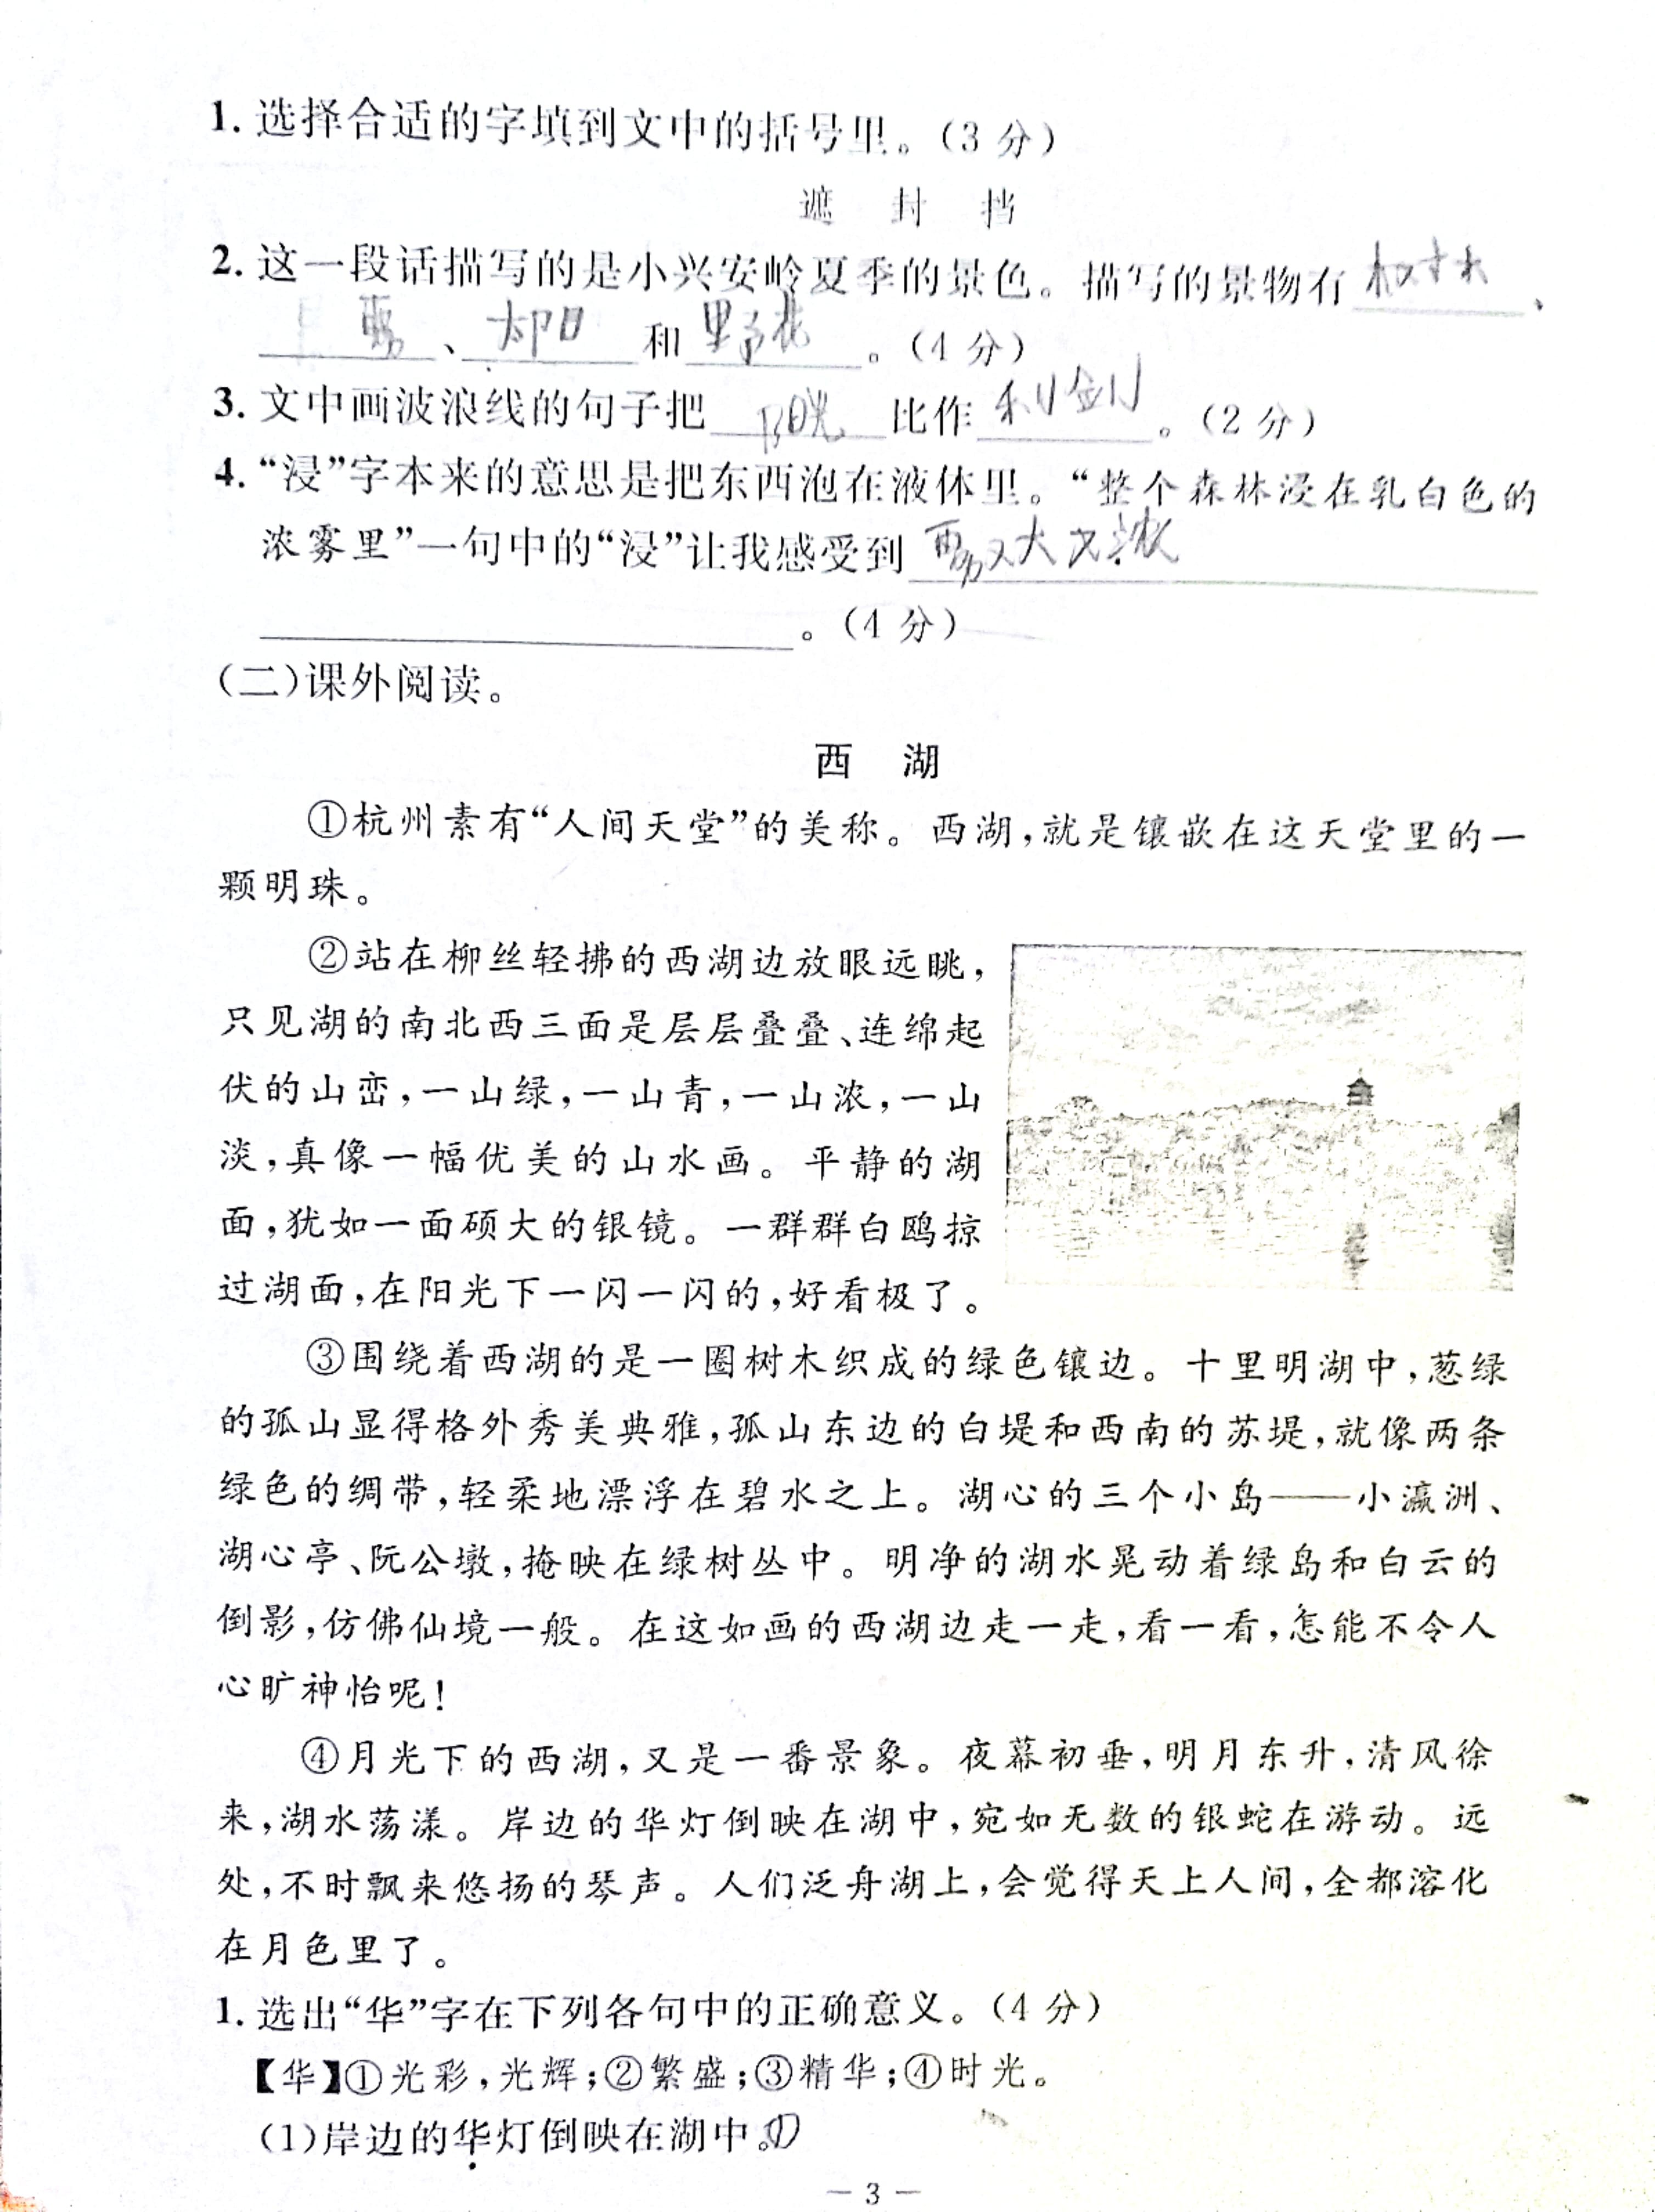 1. 选择合适的字填到文中的括号里。(3 分)
遮 封 挡
2. 这一段话描写的是小兴安岭夏季的景色。描写的景物有 树木 、
雾 、 太阳 和 野花 。(4 分)
3. 文中画波浪线的句子把 阳光 比作 利剑 。(2 分)
4. “浸”字本来的意思是把东西泡在液体里。“整个森林浸在乳白色的
浓雾里”一句中的“浸”让我感受到 雾又大又浓
。(4 分)
(二)课外阅读。
西 湖
①杭州素有“人间天堂”的美称。西湖,就是镶嵌在这天堂里的一
颗明珠。
②站在柳丝轻拂的西湖边放眼远眺,
只见湖的南北西三面是层层叠叠、连绵起
伏的山峦,一山绿,一山青,一山浓,一山
淡,真像一幅优美的山水画。平静的湖
面,犹如一面硕大的银镜。一群群白鸥掠
过湖面,在阳光下一闪一闪的,好看极了。
③围绕着西湖的是一圈树木织成的绿色镶边。十里明湖中,葱绿
的孤山显得格外秀美典雅,孤山东边的白堤和西南的苏堤,就像两条
绿色的绸带,轻柔地漂浮在碧水之上。湖心的三个小岛——小瀛洲、
湖心亭、阮公墩,掩映在绿树丛中。明净的湖水晃动着绿岛和白云的
倒影,仿佛仙境一般。在这如画的西湖边走一走,看一看,怎能不令人
心旷神怡呢!
④月光下的西湖,又是一番景象。夜幕初垂,明月东升,清风徐
来,湖水荡漾。岸边的华灯倒映在湖中,宛如无数的银蛇在游动。远
处,不时飘来悠扬的琴声。人们泛舟湖上,会觉得天上人间,全都溶化
在月色里了。
1. 选出“华”字在下列各句中的正确意义。(4 分)
【华】①光彩,光辉;②繁盛;③精华;④时光。
(1)岸边的华灯倒映在湖中。①
— 3 —